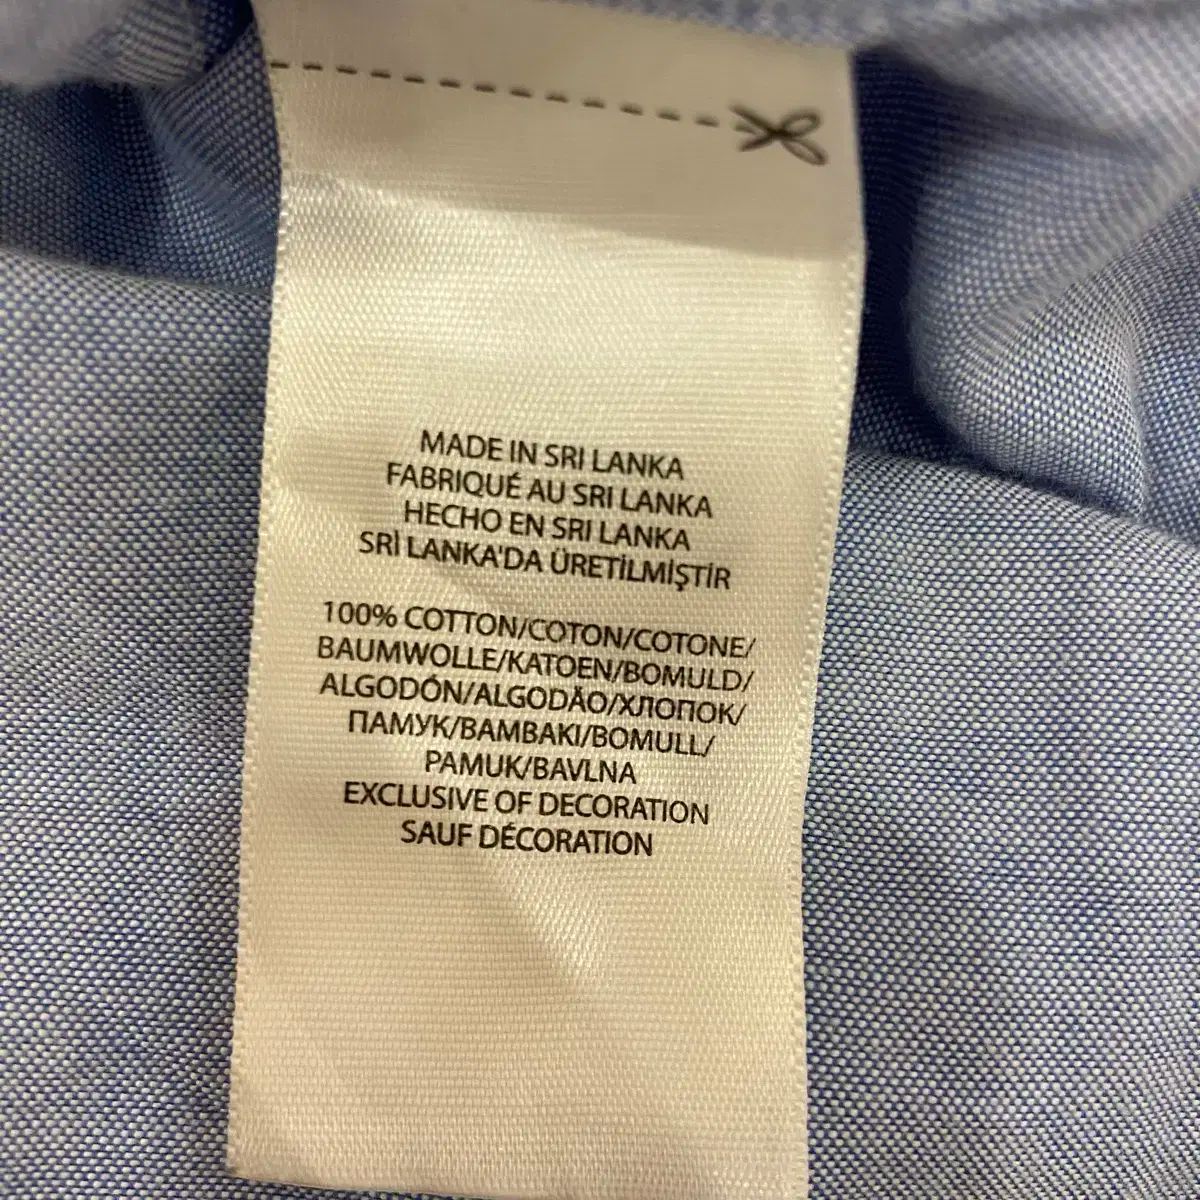 MADE IN SRI LANKA
FABRIQUÉ AU SRI LANKA
HECHO EN SRI LANKA
SRİ LANKA'DA ÜRETİLMİŞTİR
100% COTTON/COTON/COTONE/
BAUMWOLLE/KATOEN/BOMULD/
ALGODÓN/ALGODÃO/ХЛОПОК/
ПАМУК/ΒΑΜΒΑΚΙ/BOMULL/
PAMUK/BAVLNA
EXCLUSIVE OF DECORATION
SAUF DÉCORATION